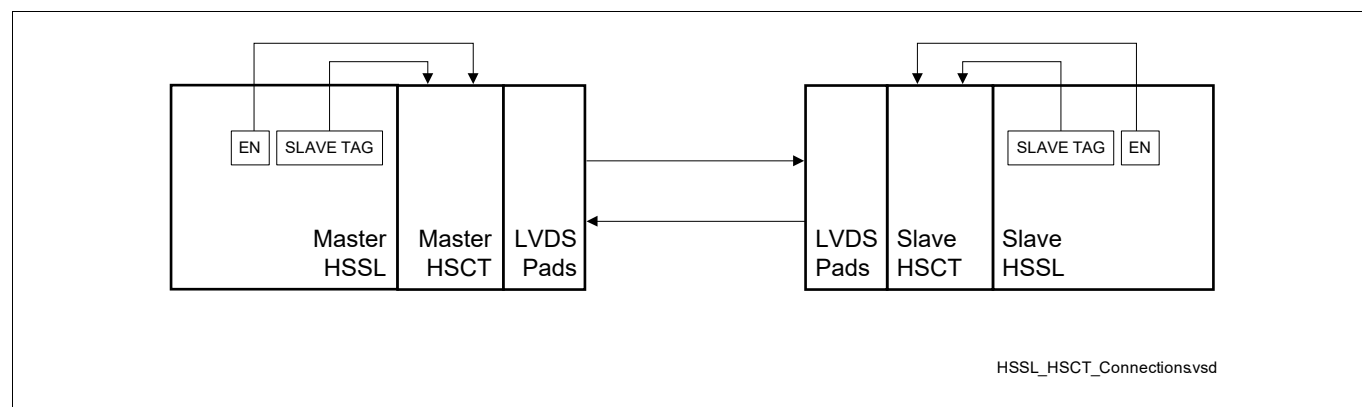 EN SLAVE TAG
SLAVE TAG EN
Master HSSL
Master HSCT
LVDS Pads
LVDS Pads
Slave HSCT
Slave HSSL
HSSL_HSCT_Connections.vsd